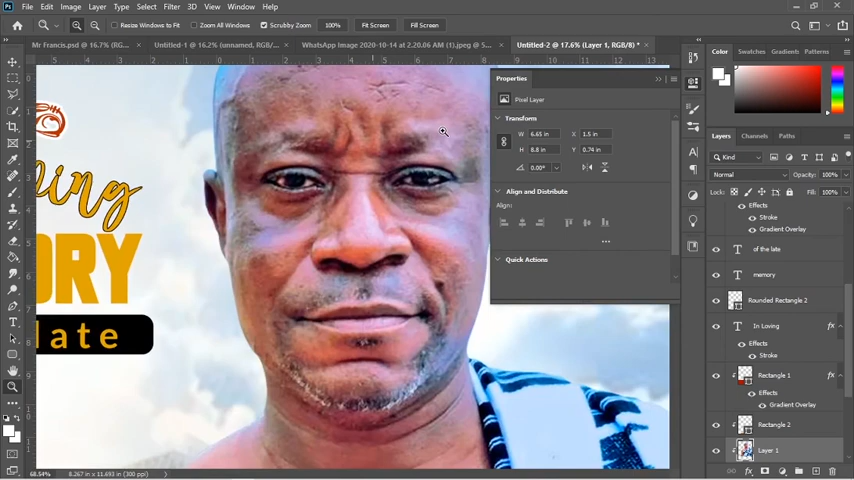 File Edit Image Layer Type Select Filter 3D View Window Help
Resize Windows to Fit Zoom All Windows Scrubby Zoom 100% Fit Screen Fill Screen
Mr Francis.psd @ 16.7% (RG... × Untitled-1 @ 16.2% (unnamed, RGB/... × WhatsApp Image 2020-10-14 at 2.20.06 AM (1).jpeg @ 5... × Untitled-2 @ 17.6% (Layer 1, RGB/8) * ×
ping
ORY
late
Properties
Pixel Layer
Transform
W 6.65 in X 1.5 in
H 8.8 in Y 0.74 in
0.00°
Align and Distribute
Align:
Quick Actions
Color Swatches Gradients Patterns
Layers Channels Paths
Kind
Normal Opacity: 100%
Lock: Fill: 100%
Effects
Stroke
Gradient Overlay
of the late
memory
Rounded Rectangle 2
In Loving fx
Effects
Stroke
Rectangle 1 fx
Effects
Gradient Overlay
Rectangle 2
Layer 1
68.54% 8.267 in x 11.693 in (300 ppi)